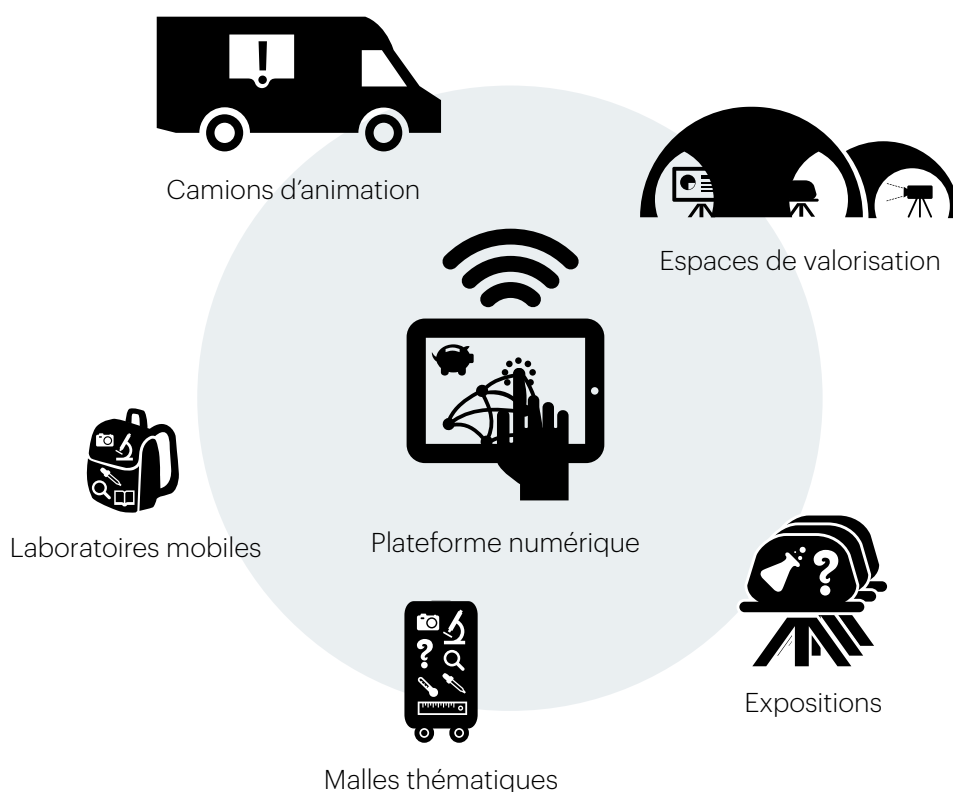 Camions d'animation
Espaces de valorisation
Laboratoires mobiles
Plateforme numérique
Expositions
Malles thématiques